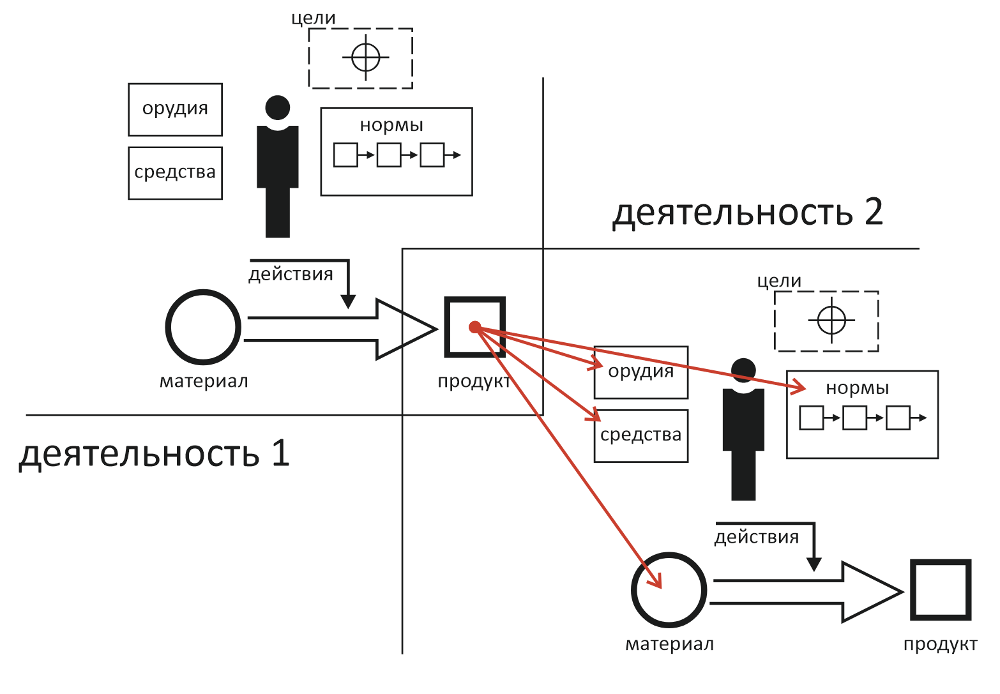 цели
орудия
средства
нормы
действия
материал
продукт
деятельность 1
деятельность 2
цели
орудия
средства
нормы
действия
материал
продукт